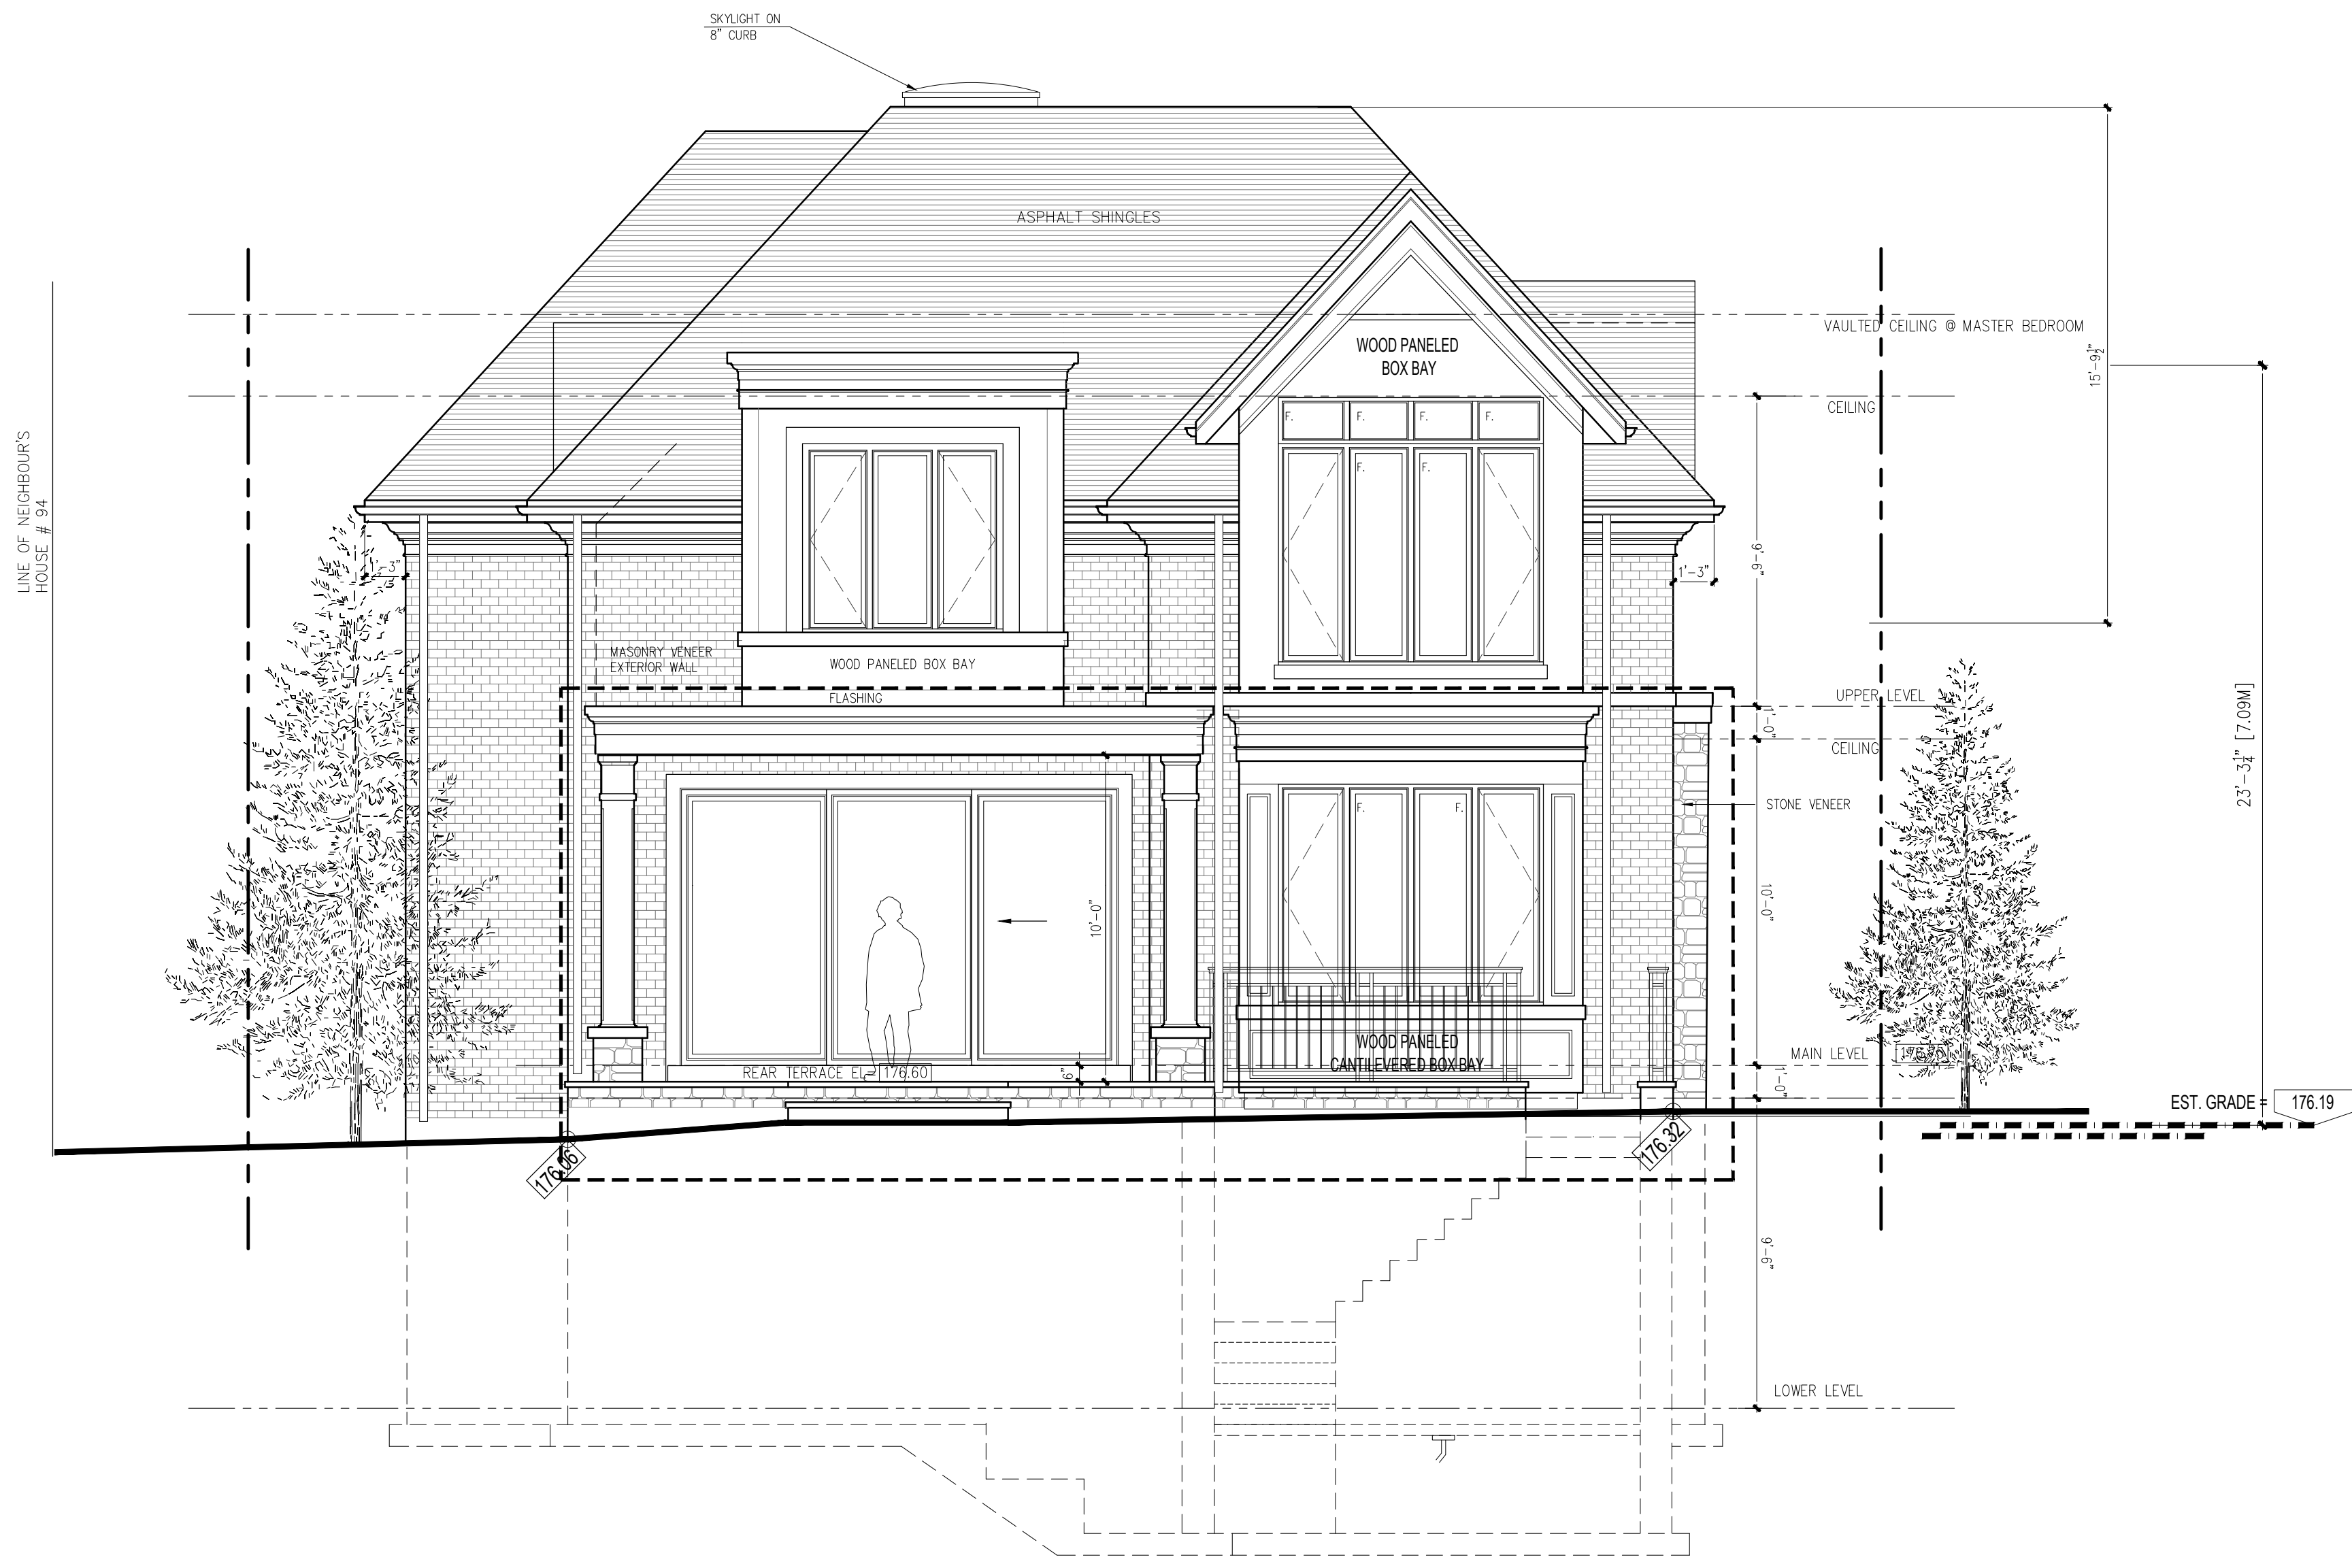 SKYLIGHT ON
8" CURB
ASPHALT SHINGLES
VAULTED CEILING @ MASTER BEDROOM
WOOD PANELED
BOX BAY
15'-9½"
CEILING
F. F. F. F.
F. F.
LINE OF NEIGHBOUR'S
HOUSE # 94
1'-3"
9'-6"
1'-3"
MASONRY VENEER
EXTERIOR WALL
WOOD PANELED BOX BAY
FLASHING
UPPER LEVEL
1'-0"
CEILING
23'-3¼" [7.09M]
STONE VENEER
F. F.
10'-0"
10'-0"
WOOD PANELED
CANTILEVERED BOX BAY
MAIN LEVEL
REAR TERRACE EL= 176.60
6"
1'-0"
EST. GRADE = 176.19
176.06
176.32
9'-6"
LOWER LEVEL